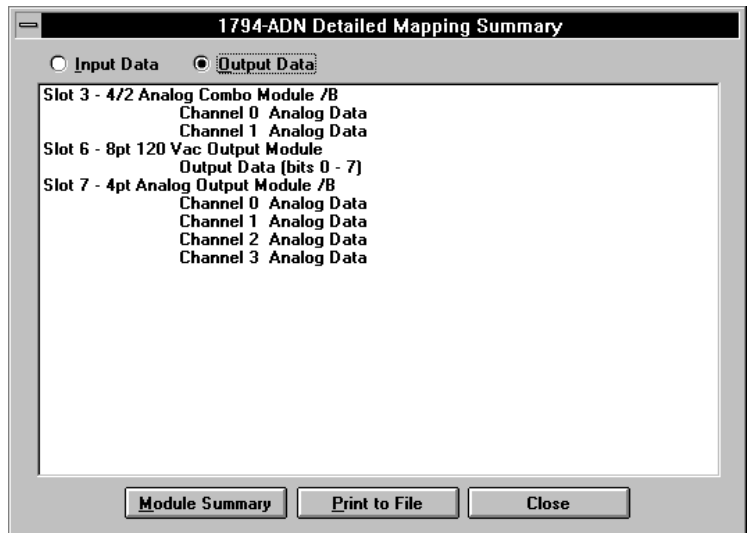 1794-ADN Detailed Mapping Summary
Input Data Output Data
Slot 3 - 4/2 Analog Combo Module /B
Channel 0 Analog Data
Channel 1 Analog Data
Slot 6 - 8pt 120 Vac Output Module
Output Data (bits 0 - 7)
Slot 7 - 4pt Analog Output Module /B
Channel 0 Analog Data
Channel 1 Analog Data
Channel 2 Analog Data
Channel 3 Analog Data
Module Summary Print to File Close